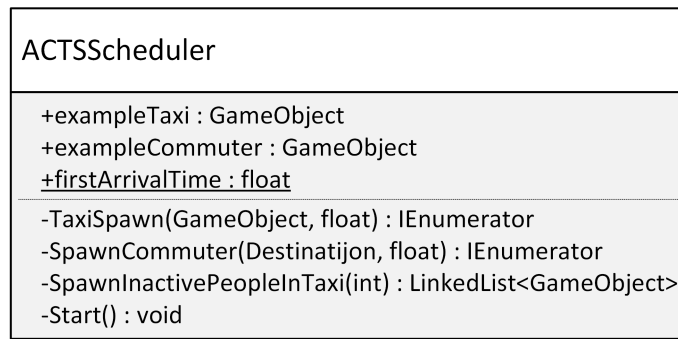 ACTSScheduler
+exampleTaxi : GameObject
+exampleCommuter : GameObject
+firstArrivalTime : float
-TaxiSpawn(GameObject, float) : IEnumerator
-SpawnCommuter(Destinatijon, float) : IEnumerator
-SpawnInactivePeopleInTaxi(int) : LinkedList<GameObject>
-Start() : void